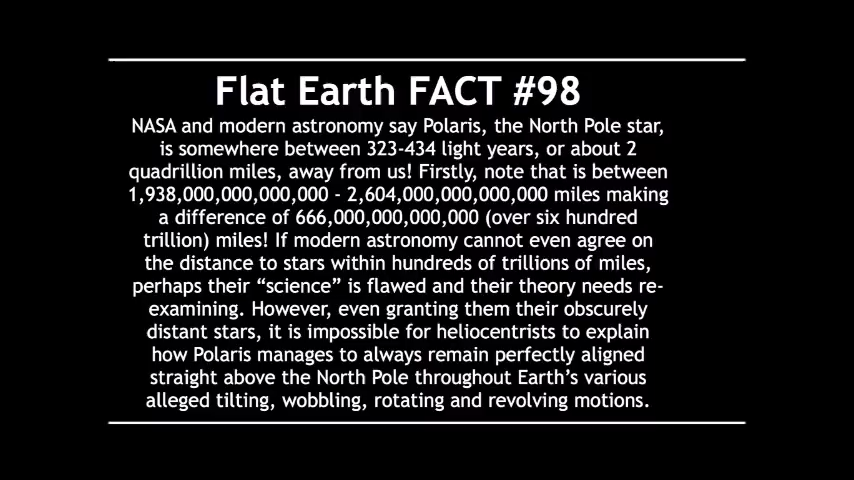 Flat Earth FACT #98
NASA and modern astronomy say Polaris, the North Pole star,
is somewhere between 323-434 light years, or about 2
quadrillion miles, away from us! Firstly, note that is between
1,938,000,000,000,000 - 2,604,000,000,000,000 miles making
a difference of 666,000,000,000,000 (over six hundred
trillion) miles! If modern astronomy cannot even agree on
the distance to stars within hundreds of trillions of miles,
perhaps their “science” is flawed and their theory needs re-
examining. However, even granting them their obscurely
distant stars, it is impossible for heliocentrists to explain
how Polaris manages to always remain perfectly aligned
straight above the North Pole throughout Earth’s various
alleged tilting, wobbling, rotating and revolving motions.